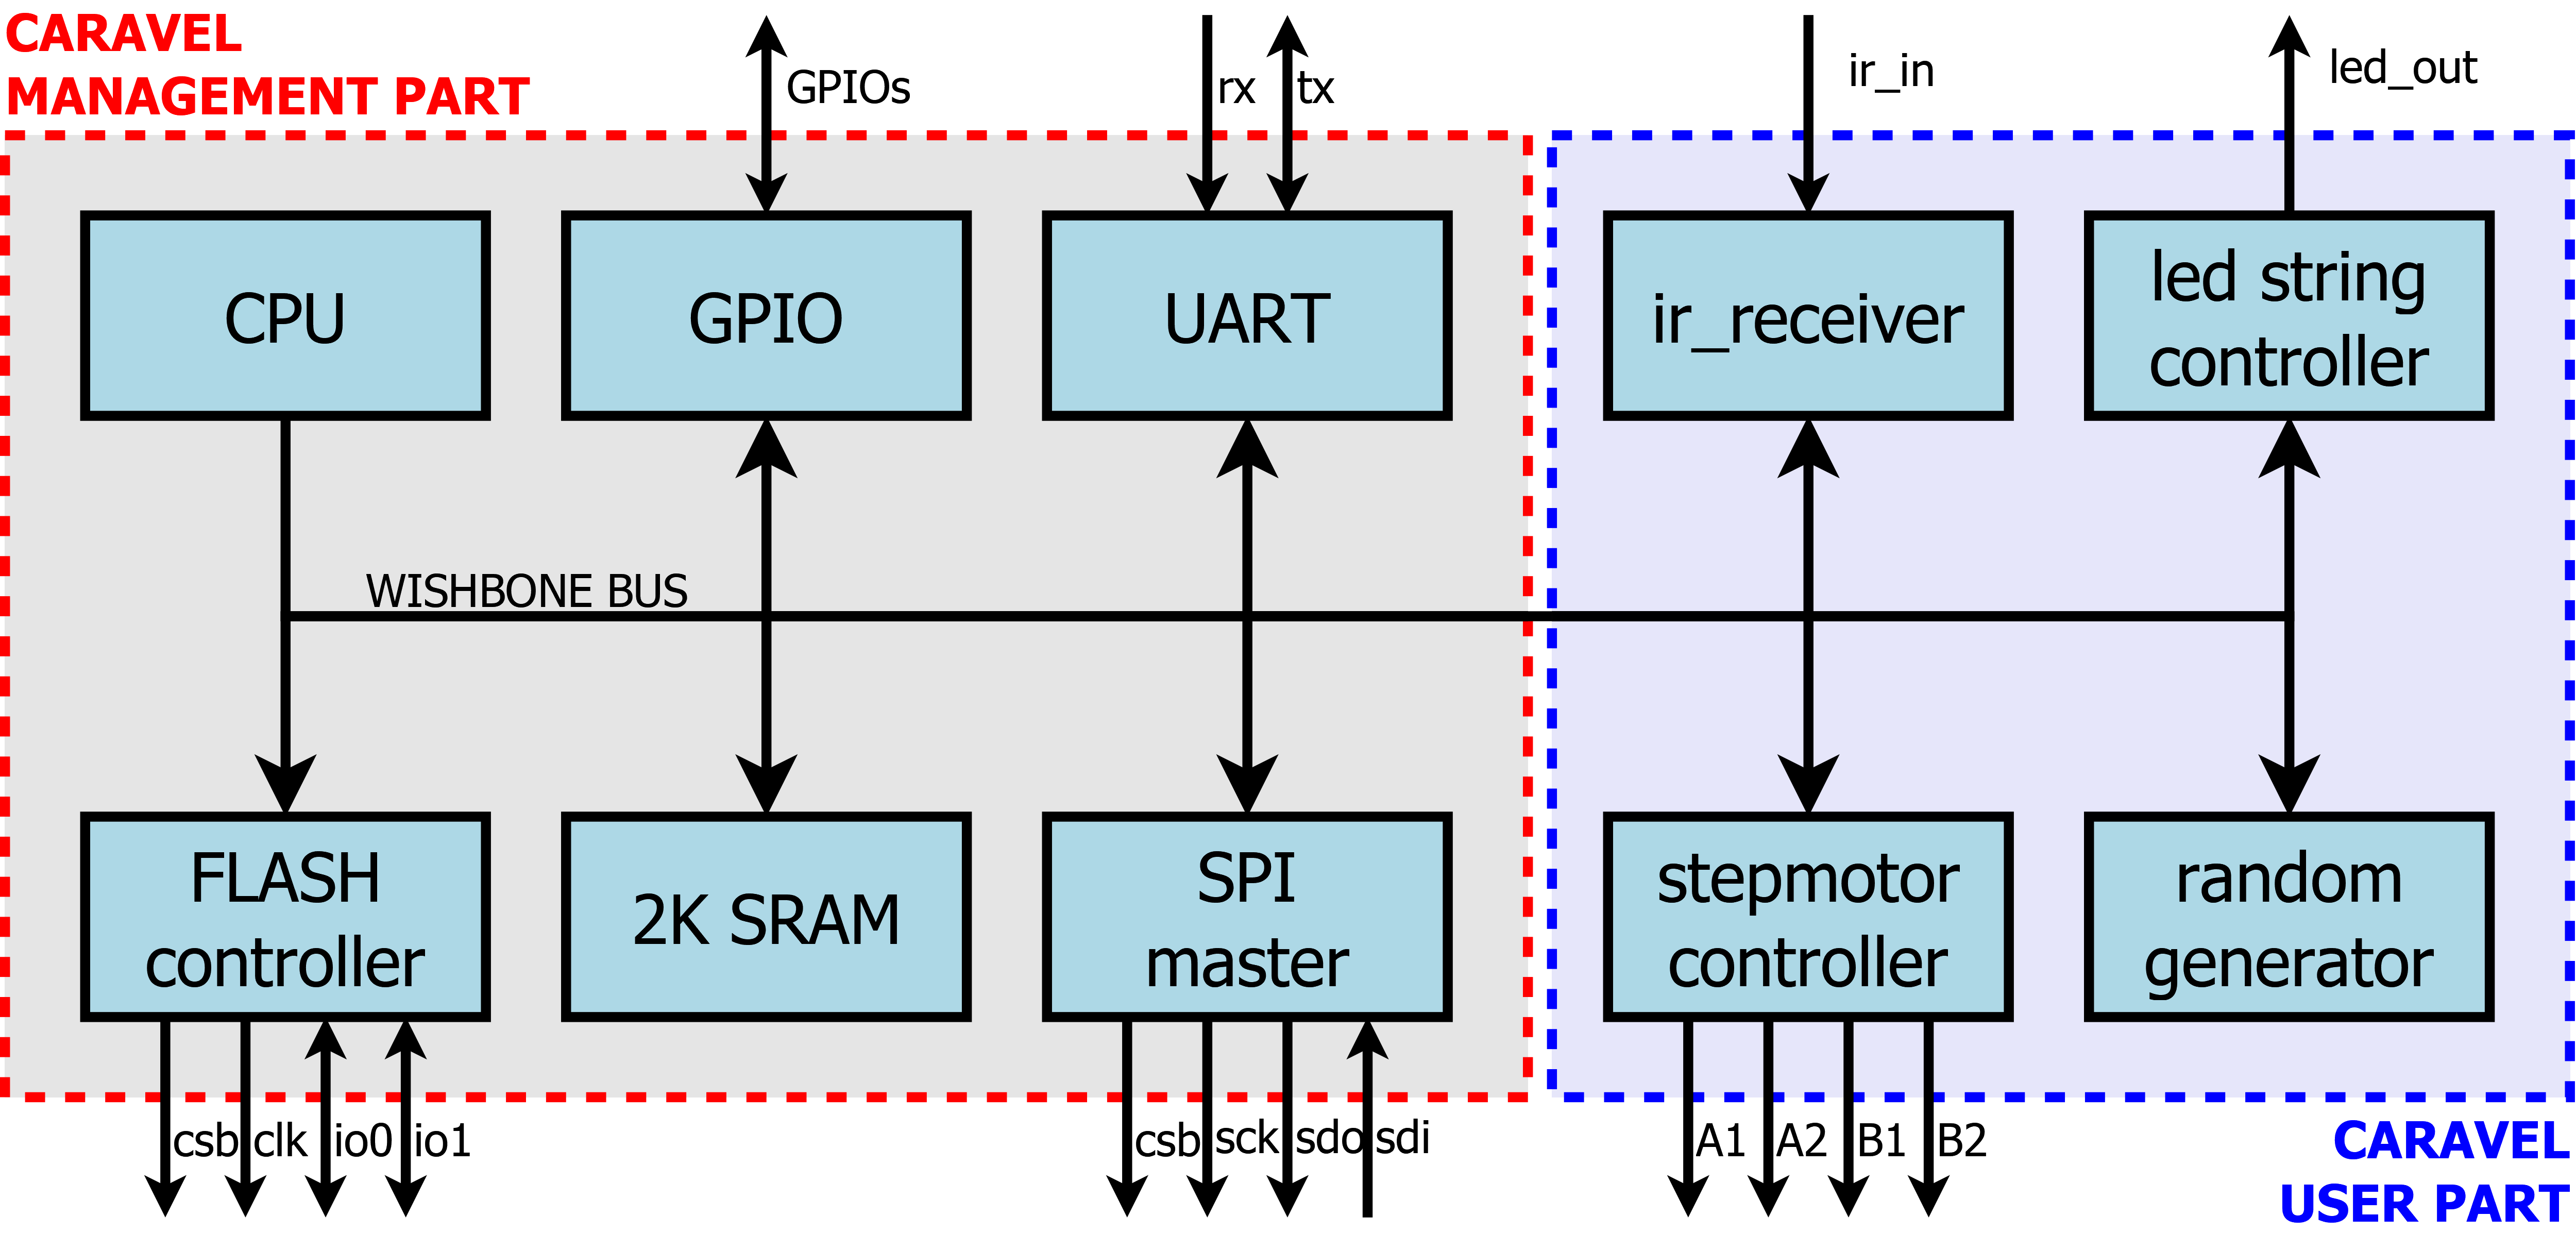 CARAVEL
MANAGEMENT PART
GPIOs
rx
tx
ir_in
led_out
CPU
GPIO
UART
ir_receiver
led string
controller
WISHBONE BUS
FLASH
controller
2K SRAM
SPI
master
stepmotor
controller
random
generator
csb
clk
io0
io1
csb
sck
sdo
sdi
A1
A2
B1
B2
CARAVEL
USER PART